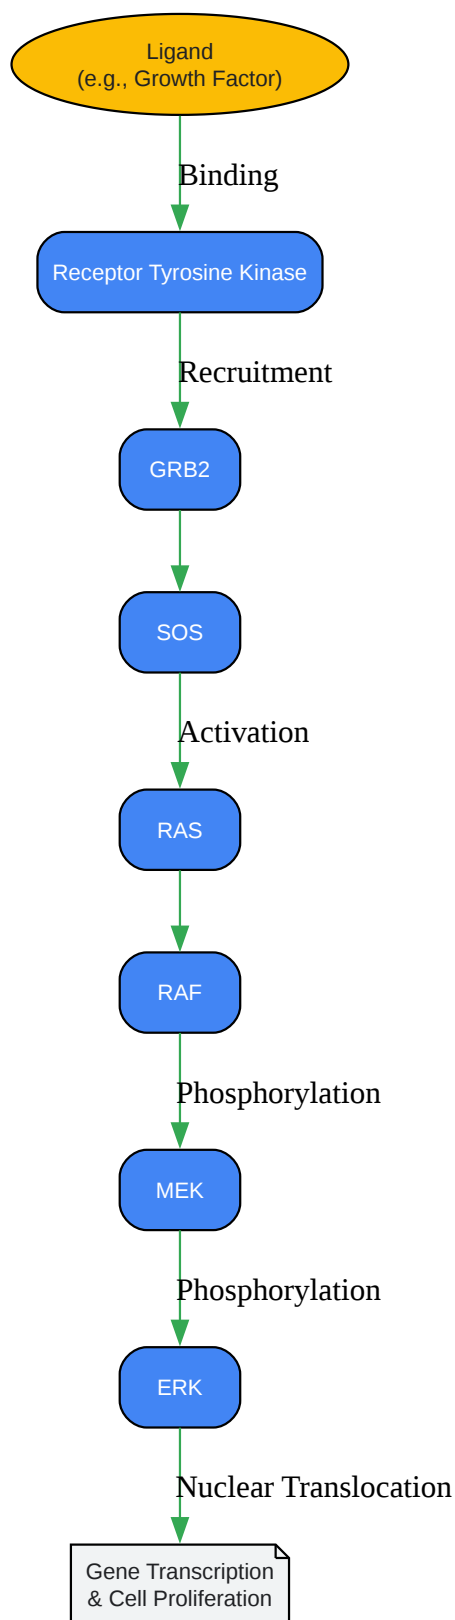 Ligand
(e.g., Growth Factor)
Binding
Receptor Tyrosine Kinase
Recruitment
GRB2
SOS
Activation
RAS
RAF
Phosphorylation
MEK
Phosphorylation
ERK
Nuclear Translocation
Gene Transcription
& Cell Proliferation